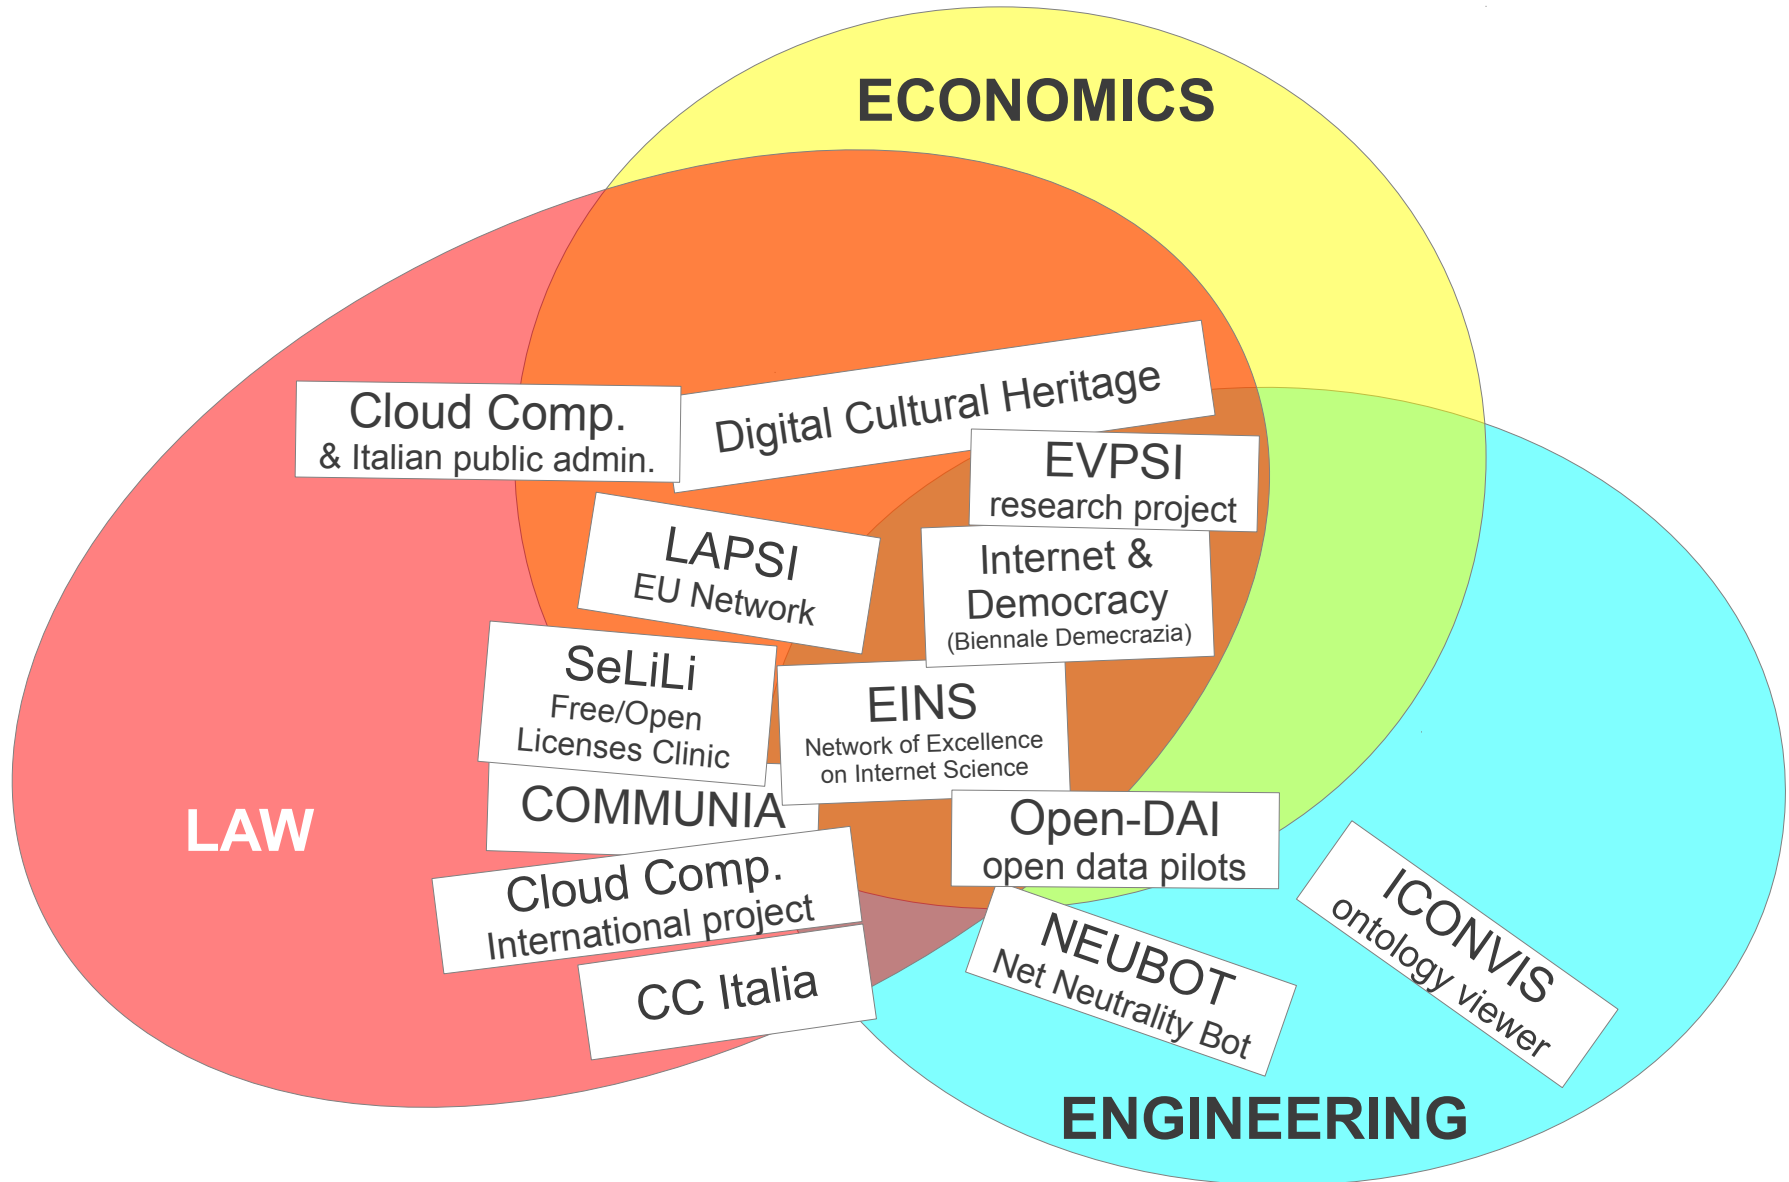 ECONOMICS
Cloud Comp.
& Italian public admin.
Digital Cultural Heritage
EVPSI
research project
LAPSI
EU Network
Internet &
Democracy
(Biennale Demecrazia)
SeLiLi
Free/Open
Licenses Clinic
EINS
Network of Excellence
on Internet Science
COMMUNIA
LAW
Open-DAI
open data pilots
Cloud Comp.
International project
CC Italia
NEUBOT
Net Neutrality Bot
ICONVIS
ontology viewer
ENGINEERING